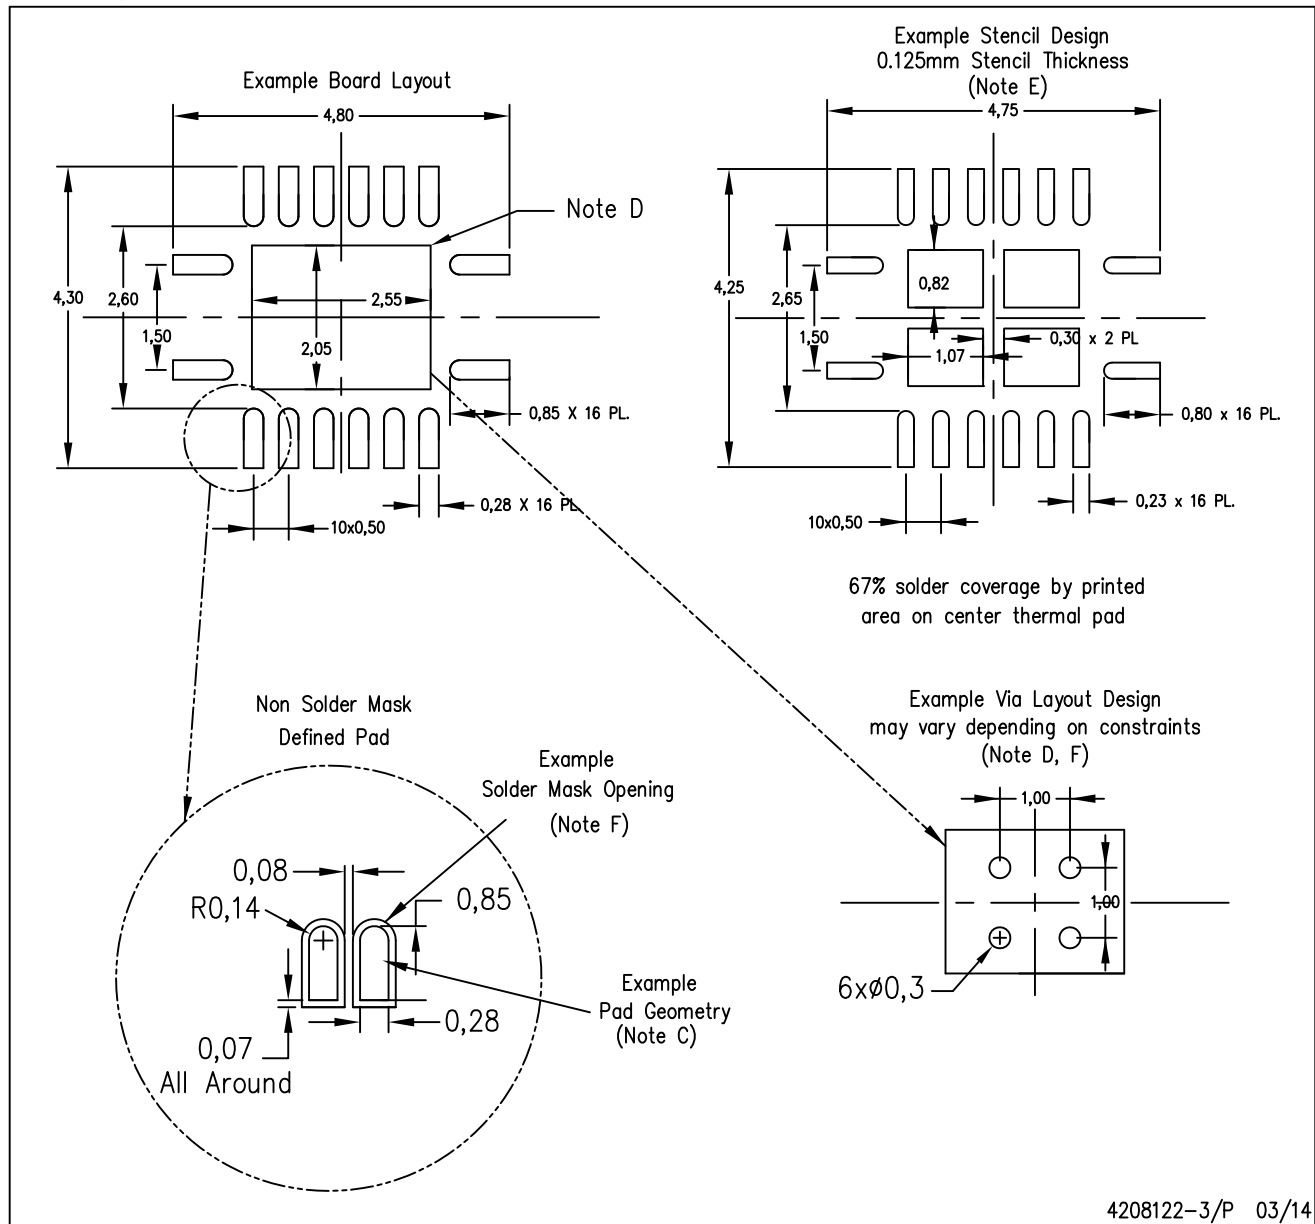 Example Board Layout
4,80
Note D
4,30
2,60
1,50
2,55
2,05
0,85 X 16 PL.
0,28 X 16 PL.
10x0,50
Example Stencil Design
0.125mm Stencil Thickness
(Note E)
4,75
4,25
2,65
1,50
0,82
0,30 x 2 PL
1,07
0,80 x 16 PL.
0,23 x 16 PL.
10x0,50
67% solder coverage by printed
area on center thermal pad
Non Solder Mask
Defined Pad
Example
Solder Mask Opening
(Note F)
0,08
R0,14
0,85
0,28
0,07
All Around
Example
Pad Geometry
(Note C)
Example Via Layout Design
may vary depending on constraints
(Note D, F)
1,00
1,00
6xø0,3
4208122-3/P 03/14